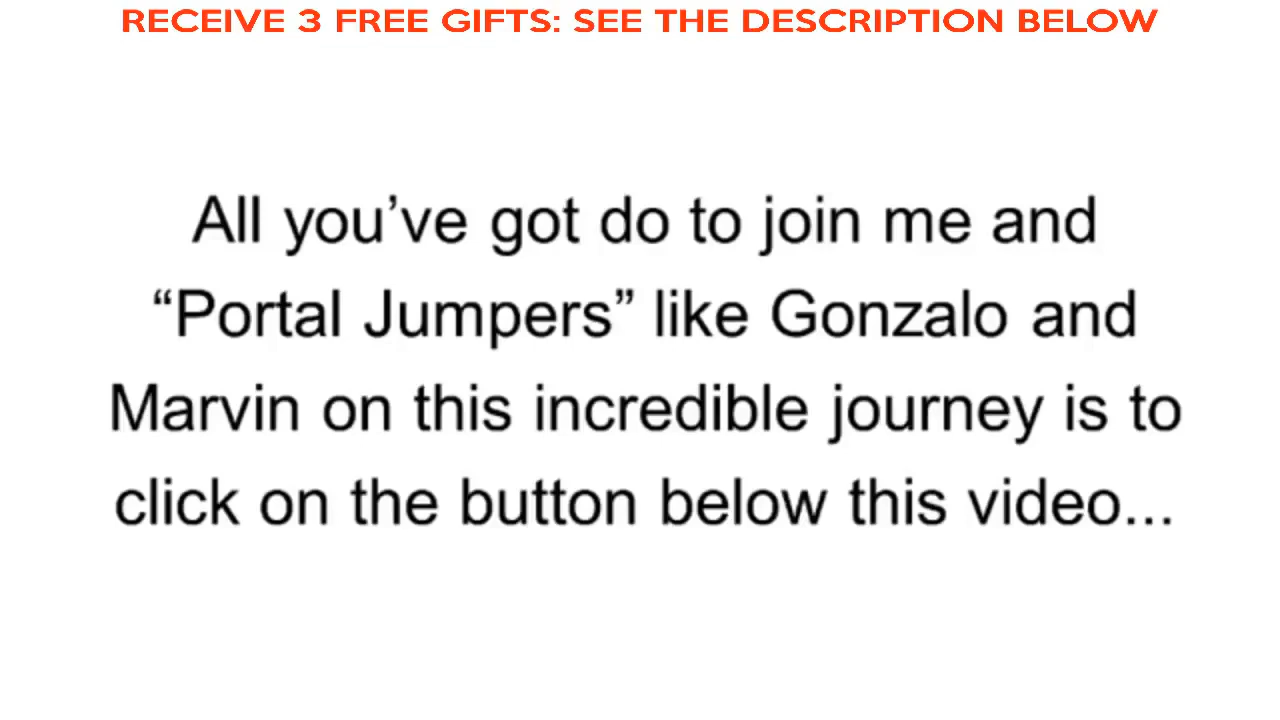 RECEIVE 3 FREE GIFTS: SEE THE DESCRIPTION BELOW
All you’ve got do to join me and
“Portal Jumpers” like Gonzalo and
Marvin on this incredible journey is to
click on the button below this video...